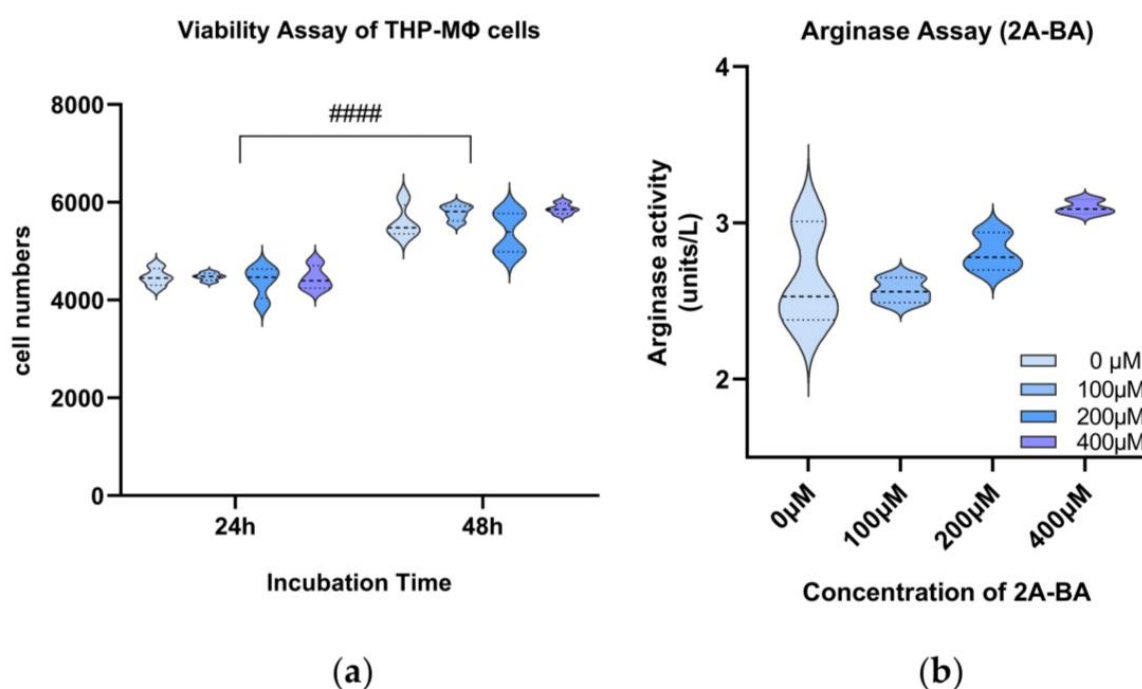 Viability Assay of THP-MΦ cells
####
8000
6000
4000
2000
0
cell numbers
24h
48h
Incubation Time
(a)
Arginase Assay (2A-BA)
4
3
2
Arginase activity
(units/L)
0 μM
100μM
200μM
400μM
0μM
100μM
200μM
400μM
Concentration of 2A-BA
(b)